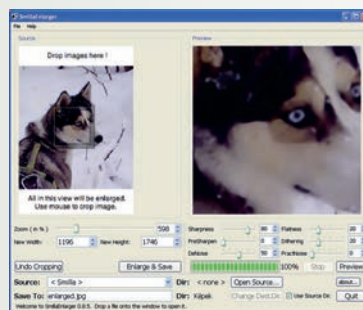 SmillaEnlarger
File Help
Source
Preview
Drop images here !
All in this view will be enlarged.
Use mouse to crop image.
Zoom ( in % )
598
New Width:
1196
New Height:
1746
Sharpness
80
Flatness
20
PreSharpen
0
Dithering
20
DeNoise
50
Fractliness
0
Undo Cropping
Enlarge & Save
100%
Stop
Preview
Source:
< Smilla >
Dir: < none >
Open Source...
about...
Save To:
enlarged.jpg
Dir: Képek
Change Dest.Dir.
Use Source Dir.
Quit
Welcome to SmillaEnlarger 0.8.5. Drop a file onto the window to open it.